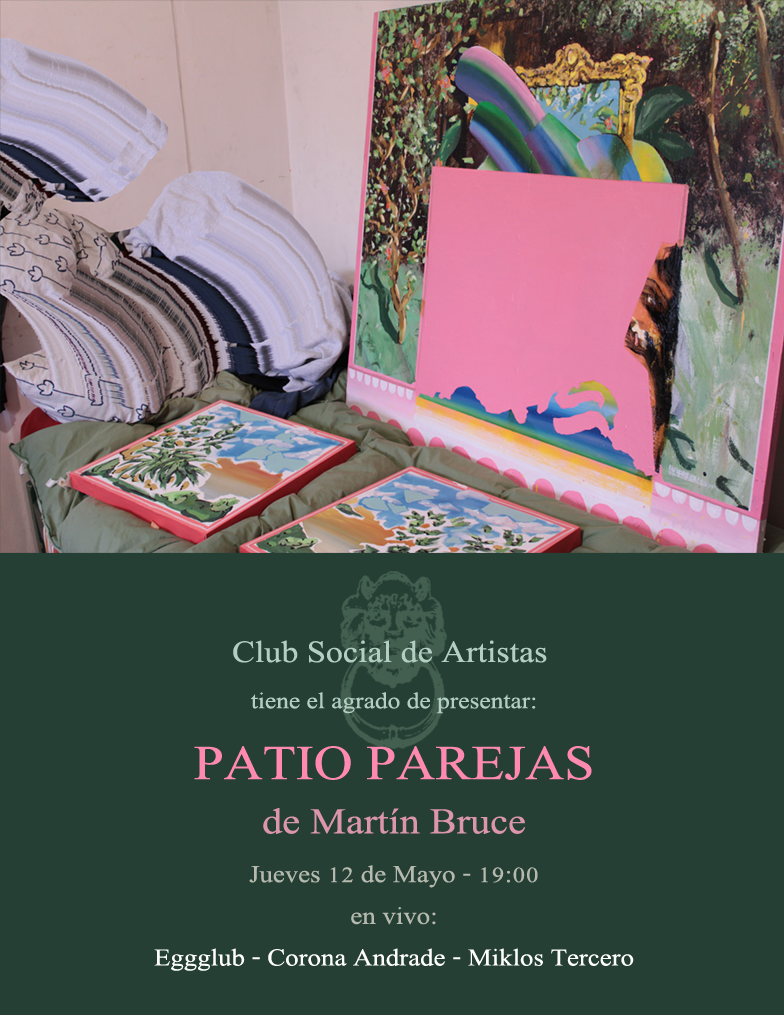 Club Social de Artistas
tiene el agrado de presentar:
PATIO PAREJAS
de Martín Bruce
Jueves 12 de Mayo - 19:00
en vivo:
Eggglub - Corona Andrade - Miklos Tercero